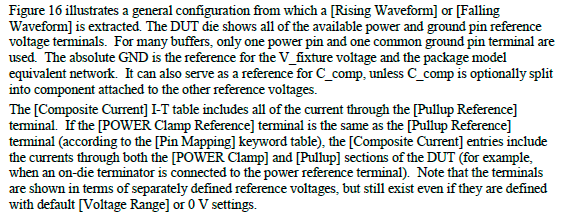 Figure 16 illustrates a general configuration from which a [Rising Waveform] or [Falling
Waveform] is extracted. The DUT die shows all of the available power and ground pin reference
voltage terminals. For many buffers, only one power pin and one common ground pin terminal are
used. The absolute GND is the reference for the V_fixture voltage and the package model
equivalent network. It can also serve as a reference for C_comp, unless C_comp is optionally split
into component attached to the other reference voltages.
The [Composite Current] I-T table includes all of the current through the [Pullup Reference]
terminal. If the [POWER Clamp Reference] terminal is the same as the [Pullup Reference]
terminal (according to the [Pin Mapping] keyword table), the [Composite Current] entries include
the currents through both the [POWER Clamp] and [Pullup] sections of the DUT (for example,
when an on-die terminator is connected to the power reference terminal). Note that the terminals
are shown in terms of separately defined reference voltages, but still exist even if they are defined
with default [Voltage Range] or 0 V settings.